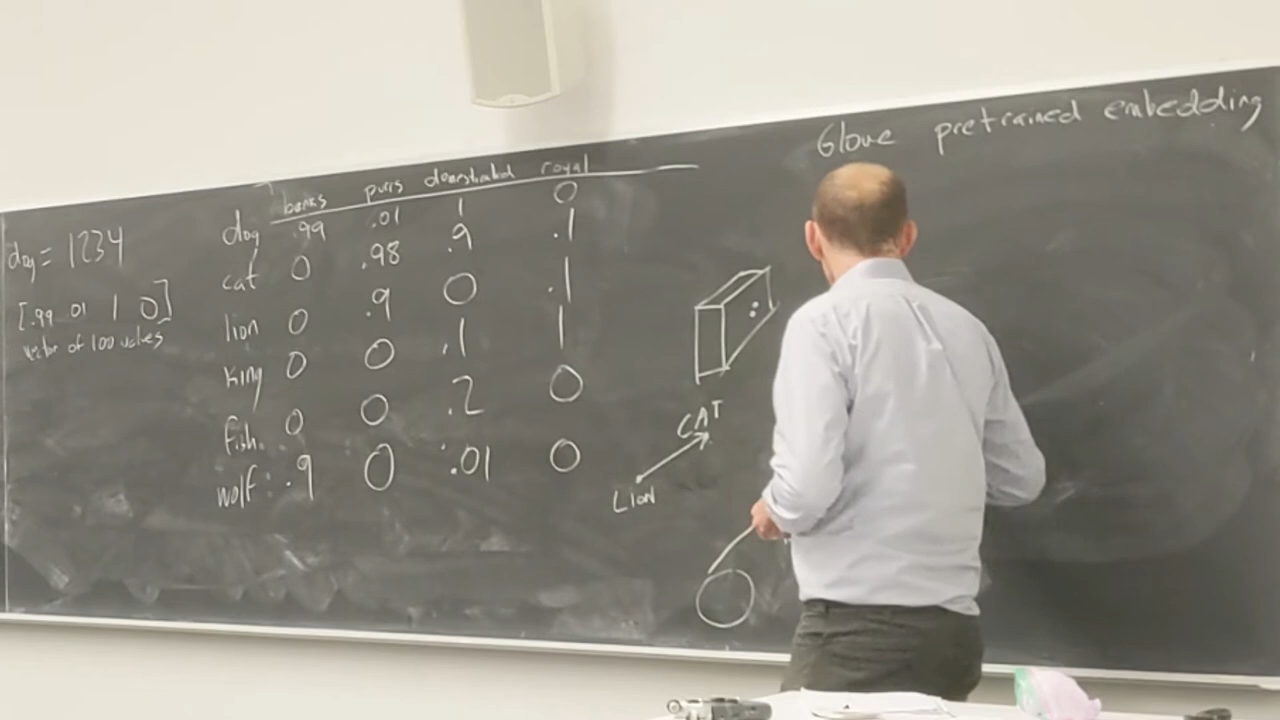 Glove pretrained embedding
barks purrs domesticated royal
dog .99 .01 1 0
cat 0 .98 .9 .1
lion 0 .9 0 .1
king 0 0 .1 1
fish 0 0 .2 0
wolf .9 0 .01 0
dog = 1234
[.99 .01 1 0]
vector of 100 values
CAT
LION